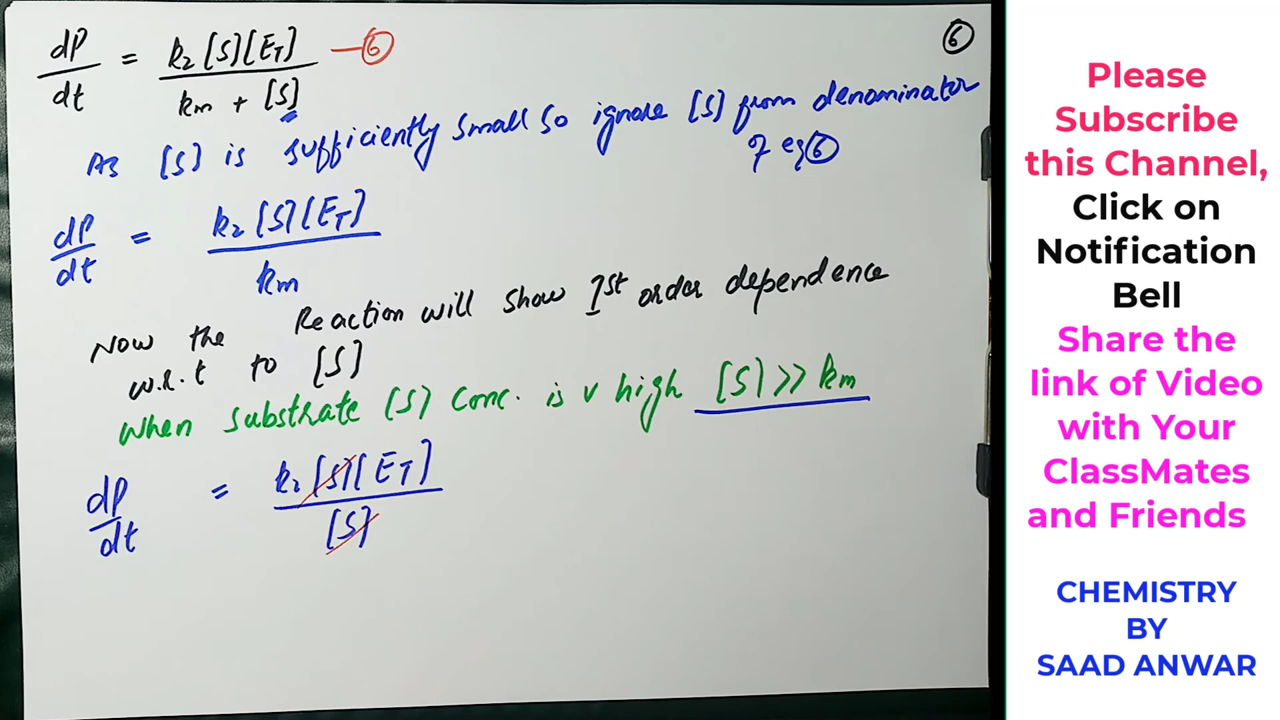 dP/dt = k2[S][ET] / km + [S] — 6
6
As [S] is sufficiently small so ignore [S] from denominator
of eq 6
dP/dt = k2[S][ET] / km
Now the Reaction will show 1st order dependence
w.r.t to [S]
When substrate [S] Conc. is v high [S] >> km
dP/dt = k2[S][ET] / [S]
Please
Subscribe
this Channel,
Click on
Notification
Bell
Share the
link of Video
with Your
ClassMates
and Friends
CHEMISTRY
BY
SAAD ANWAR